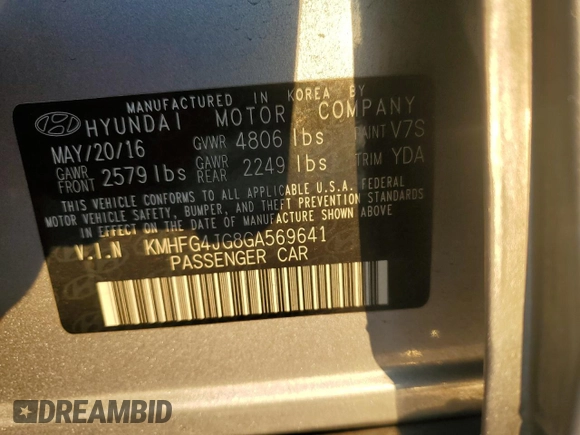 MANUFACTURED IN KOREA BY
HYUNDAI MOTOR COMPANY
MAY/20/16 GVWR 4806 lbs PAINT V7S
GAWR FRONT 2579 lbs GAWR REAR 2249 lbs TRIM YDA
THIS VEHICLE CONFORMS TO ALL APPLICABLE U.S.A. FEDERAL
MOTOR VEHICLE SAFETY, BUMPER, AND THEFT PREVENTION STANDARDS
IN EFFECT ON THE DATE OF MANUFACTURE SHOWN ABOVE.
V.I.N KMHFG4JG8GA569641
PASSENGER CAR
DREAMBID